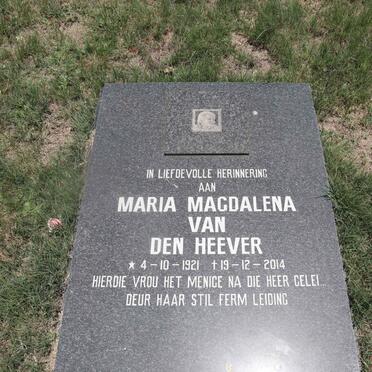 IN LIEFDEVOLLE HERINNERING
AAN
MARIA MAGDALENA
VAN
DEN HEEVER
★ 4-10-1921 ✝19-12-2014
HIERDIE VROU HET MENIGE NA DIE HEER GELEI...
DEUR HAAR STIL FERM LEIDING